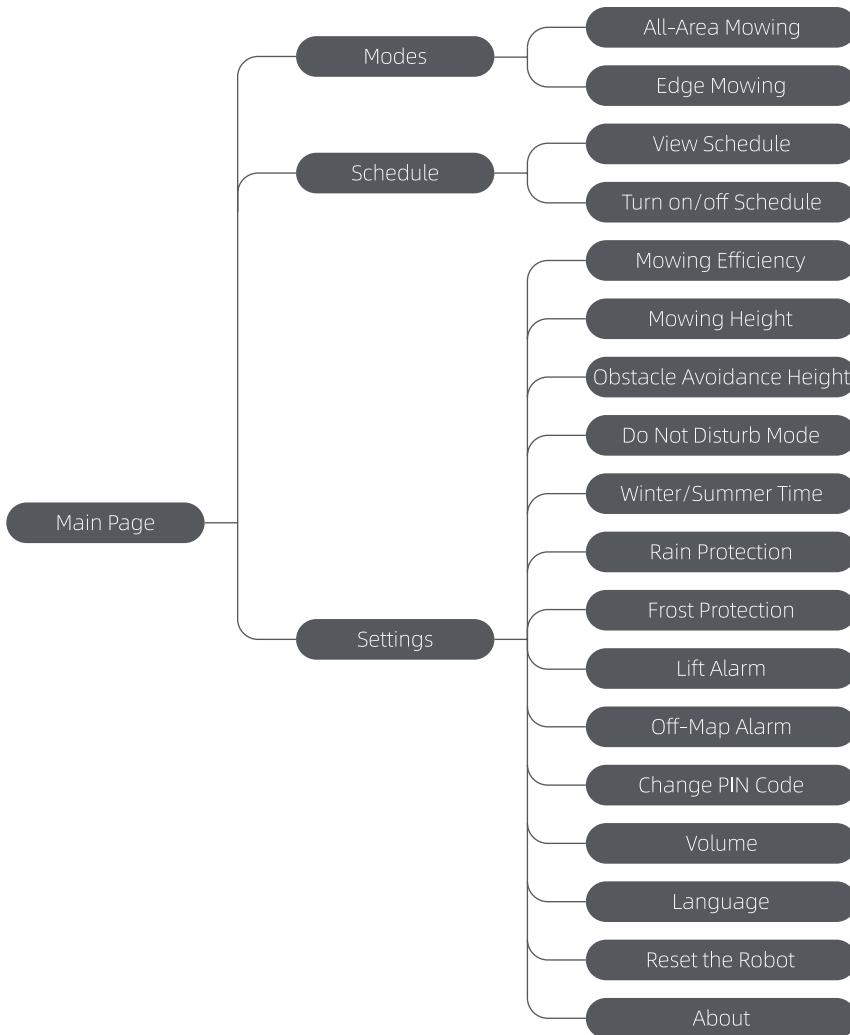 Main Page
Modes
All-Area Mowing
Edge Mowing
Schedule
View Schedule
Turn on/off Schedule
Settings
Mowing Efficiency
Mowing Height
Obstacle Avoidance Height
Do Not Disturb Mode
Winter/Summer Time
Rain Protection
Frost Protection
Lift Alarm
Off-Map Alarm
Change PIN Code
Volume
Language
Reset the Robot
About